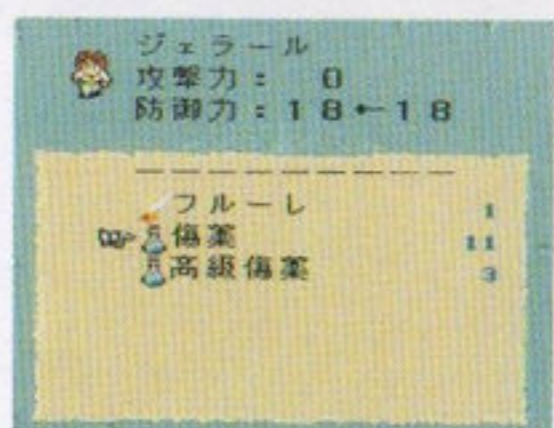 ジェラール
攻撃力: 0
防御力:18←18
ーーーーーーーーー
フルーレ 1
傷薬 11
高級傷薬 3